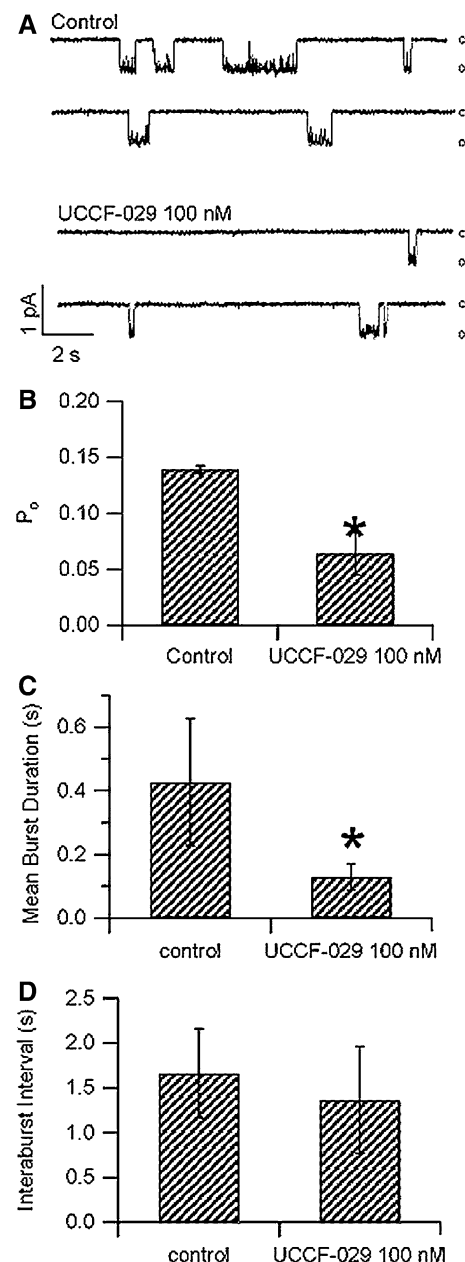 A
Control
c
o
c
o
UCCF-029 100 nM
c
o
c
o
1 pA
2 s
B
0.20
0.15
0.10
0.05
0.00
Po
*
Control UCCF-029 100 nM
C
0.6
0.4
0.2
0.0
Mean Burst Duration (s)
*
control UCCF-029 100 nM
D
2.5
2.0
1.5
1.0
0.5
0.0
Interaburst Interval (s)
control UCCF-029 100 nM